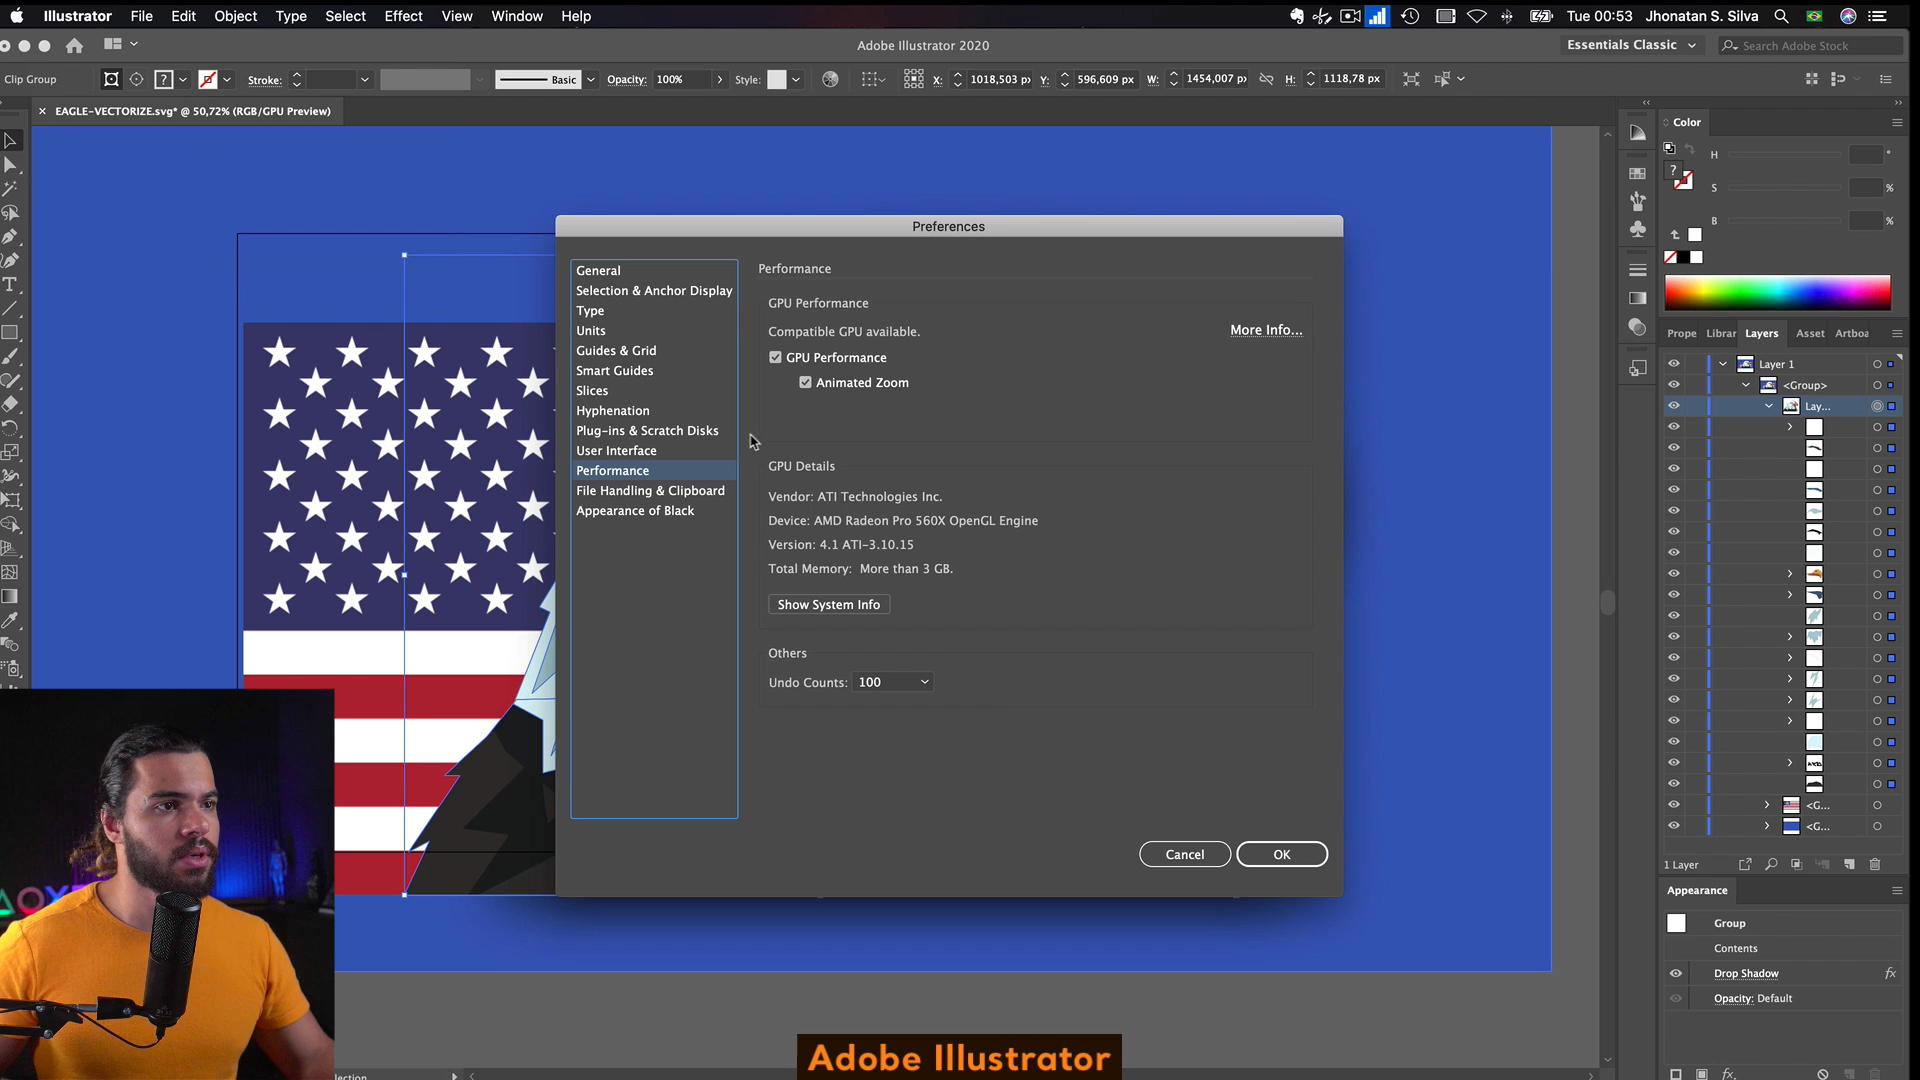 Illustrator File Edit Object Type Select Effect View Window Help
Tue 00:53 Jhonatan S. Silva
Adobe Illustrator 2020
Essentials Classic
Search Adobe Stock
Clip Group
?
Stroke:
Basic
Opacity: 100%
Style:
X: 1018,503 px
Y: 596,609 px
W: 1454,007 px
H: 1118,78 px
× EAGLE-VECTORIZE.svg* @ 50,72% (RGB/GPU Preview)
Color
?
H °
S %
B %
Preferences
General
Selection & Anchor Display
Type
Units
Guides & Grid
Smart Guides
Slices
Hyphenation
Plug-ins & Scratch Disks
User Interface
Performance
File Handling & Clipboard
Appearance of Black
Performance
GPU Performance
Compatible GPU available.
More Info...
GPU Performance
Animated Zoom
GPU Details
Vendor: ATI Technologies Inc.
Device: AMD Radeon Pro 560X OpenGL Engine
Version: 4.1 ATI-3.10.15
Total Memory: More than 3 GB.
Show System Info
Others
Undo Counts: 100
Cancel
OK
Prope Librar Layers Asset Artboa
Layer 1
<Group>
Lay...
<G...
<G...
1 Layer
Appearance
Group
Contents
Drop Shadow fx
Opacity: Default
fx
Adobe Illustrator